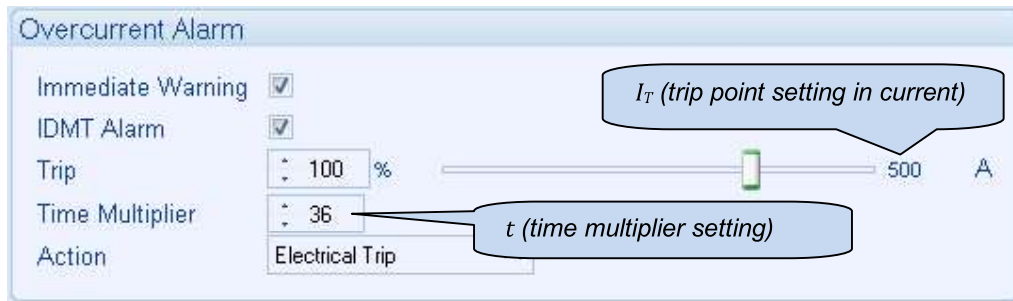 Overcurrent Alarm
Immediate Warning
I_T (trip point setting in current)
IDMT Alarm
Trip 100 % 500 A
Time Multiplier 36
t (time multiplier setting)
Action Electrical Trip